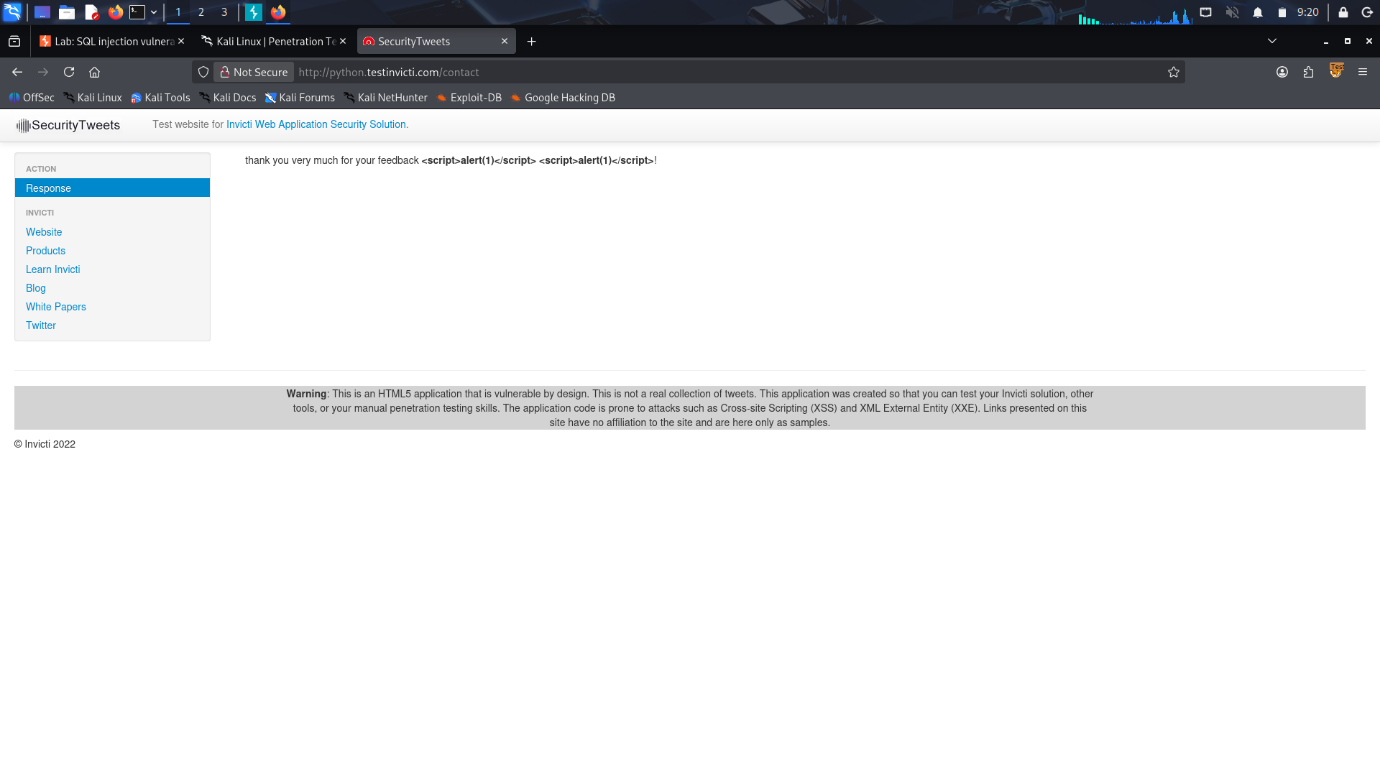 1 2 3 9:20
Lab: SQL injection vulnera Kali Linux | Penetration Te SecurityTweets
Not Secure http://python.testinvicti.com/contact
OffSec Kali Linux Kali Tools Kali Docs Kali Forums Kali NetHunter Exploit-DB Google Hacking DB
SecurityTweets Test website for Invicti Web Application Security Solution.
ACTION
Response
INVICTI
Website
Products
Learn Invicti
Blog
White Papers
Twitter
thank you very much for your feedback <script>alert(1)</script> <script>alert(1)</script>!
Warning: This is an HTML5 application that is vulnerable by design. This is not a real collection of tweets. This application was created so that you can test your Invicti solution, other
tools, or your manual penetration testing skills. The application code is prone to attacks such as Cross-site Scripting (XSS) and XML External Entity (XXE). Links presented on this
site have no affiliation to the site and are here only as samples.
© Invicti 2022